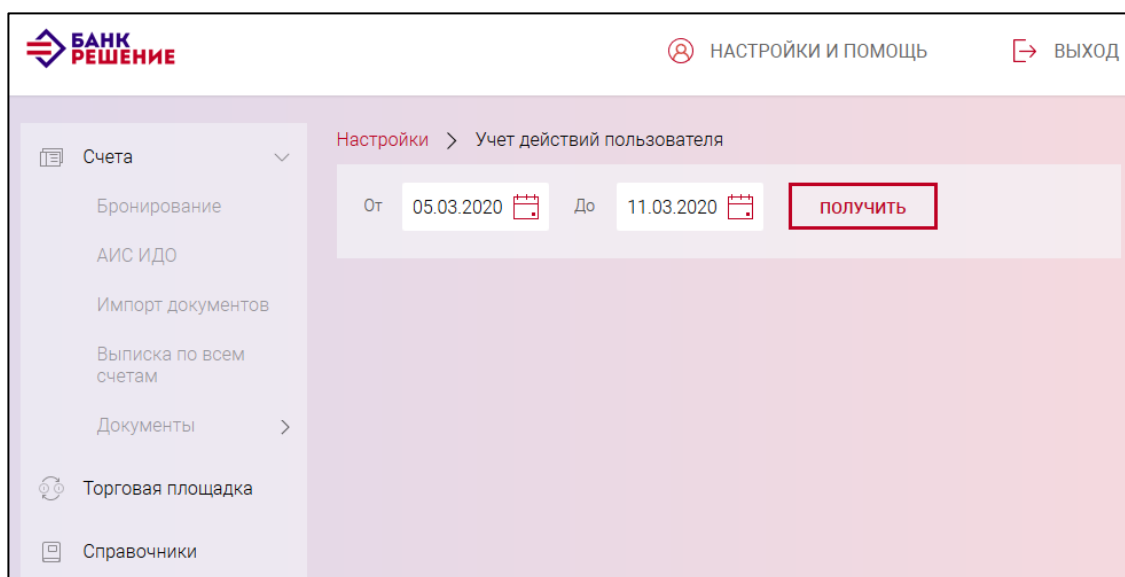 БАНК
РЕШЕНИЕ
НАСТРОЙКИ И ПОМОЩЬ
ВЫХОД
Счета
Бронирование
АИС ИДО
Импорт документов
Выписка по всем
счетам
Документы
Торговая площадка
Справочники
Настройки > Учет действий пользователя
От 05.03.2020 До 11.03.2020 ПОЛУЧИТЬ